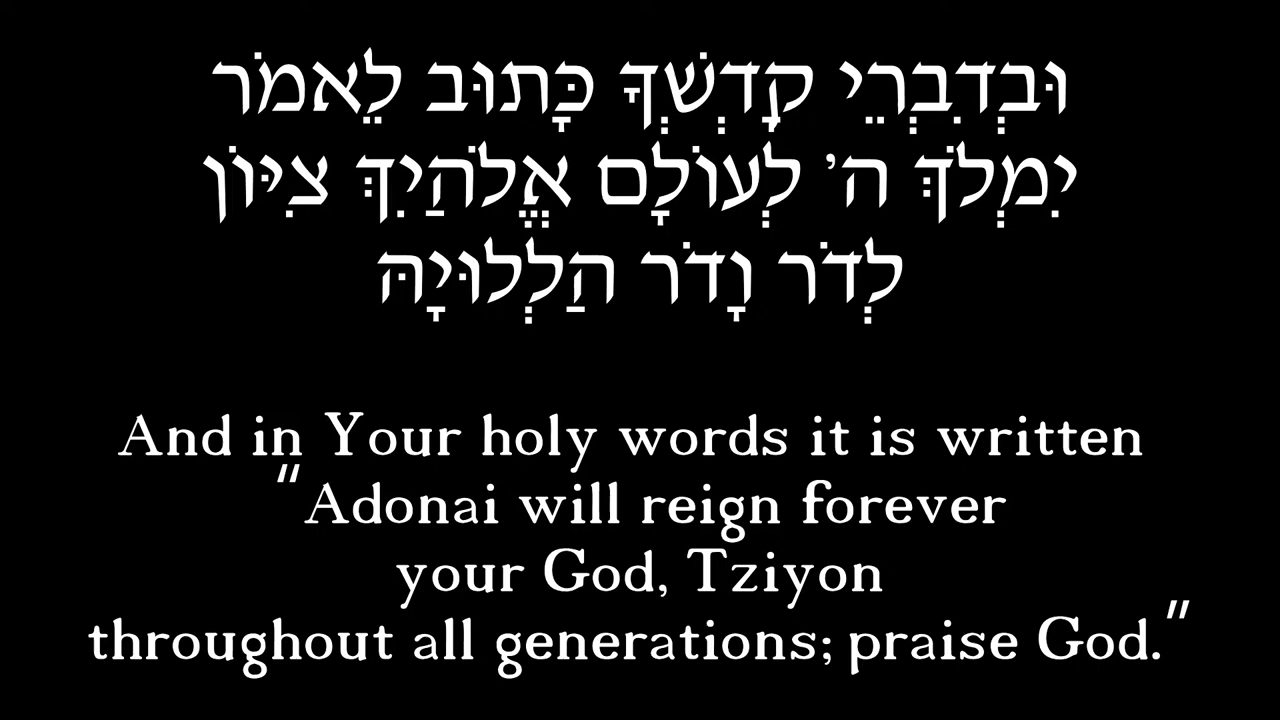 וּבְדִבְרֵי קָדְשְׁךָ כָּתוּב לֵאמֹר
יִמְלֹךְ ה' לְעוֹלָם אֱלֹהַיִךְ צִיּוֹן
לְדֹר וָדֹר הַלְלוּיָהּ
And in Your holy words it is written
"Adonai will reign forever
your God, Tziyon
throughout all generations; praise God."